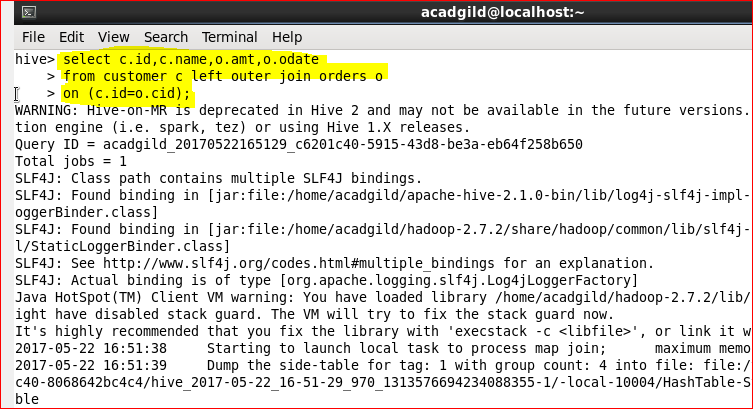 acadgild@localhost:~
File Edit View Search Terminal Help
hive> select c.id,c.name,o.amt,o.odate
    > from customer c left outer join orders o
    > on (c.id=o.cid);
WARNING: Hive-on-MR is deprecated in Hive 2 and may not be available in the future versions.
tion engine (i.e. spark, tez) or using Hive 1.X releases.
Query ID = acadgild_20170522165129_c6201c40-5915-43d8-be3a-eb64f258b650
Total jobs = 1
SLF4J: Class path contains multiple SLF4J bindings.
SLF4J: Found binding in [jar:file:/home/acadgild/apache-hive-2.1.0-bin/lib/log4j-slf4j-impl-
oggerBinder.class]
SLF4J: Found binding in [jar:file:/home/acadgild/hadoop-2.7.2/share/hadoop/common/lib/slf4j-
l/StaticLoggerBinder.class]
SLF4J: See http://www.slf4j.org/codes.html#multiple_bindings for an explanation.
SLF4J: Actual binding is of type [org.apache.logging.slf4j.Log4jLoggerFactory]
Java HotSpot(TM) Client VM warning: You have loaded library /home/acadgild/hadoop-2.7.2/lib/
ight have disabled stack guard. The VM will try to fix the stack guard now.
It's highly recommended that you fix the library with 'execstack -c <libfile>', or link it w
2017-05-22 16:51:38     Starting to launch local task to process map join;      maximum memo
2017-05-22 16:51:39     Dump the side-table for tag: 1 with group count: 4 into file: file:/
c40-8068642bc4c4/hive_2017-05-22_16-51-29_970_1313576694234088355-1/-local-10004/HashTable-S
ble